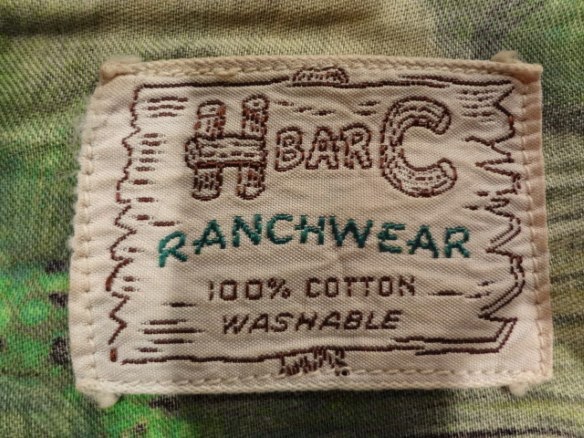 H BAR C
RANCHWEAR
100% COTTON
WASHABLE